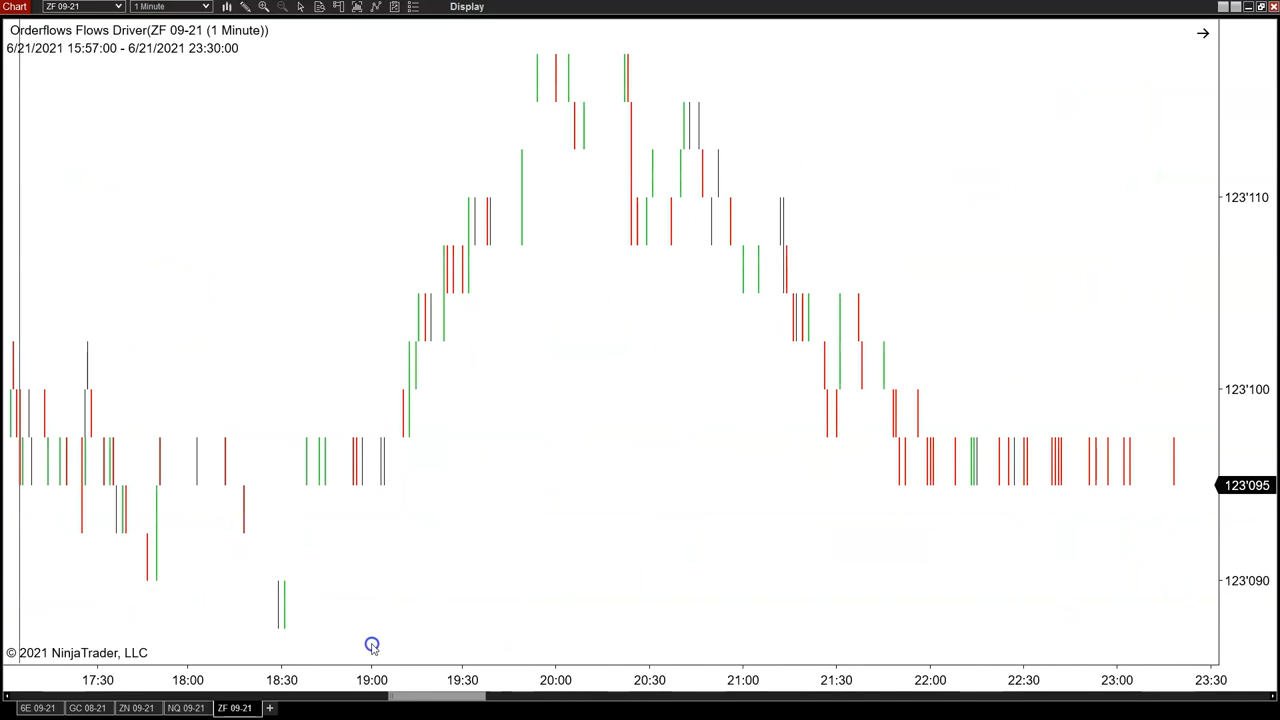 Chart ZF 09-21 1 Minute Display
Orderflows Flows Driver(ZF 09-21 (1 Minute))
6/21/2021 15:57:00 - 6/21/2021 23:30:00
123'110
123'100
123'095
123'090
© 2021 NinjaTrader, LLC
17:30 18:00 18:30 19:00 19:30 20:00 20:30 21:00 21:30 22:00 22:30 23:00 23:30
6E 09-21 GC 08-21 ZN 09-21 NQ 09-21 ZF 09-21 +